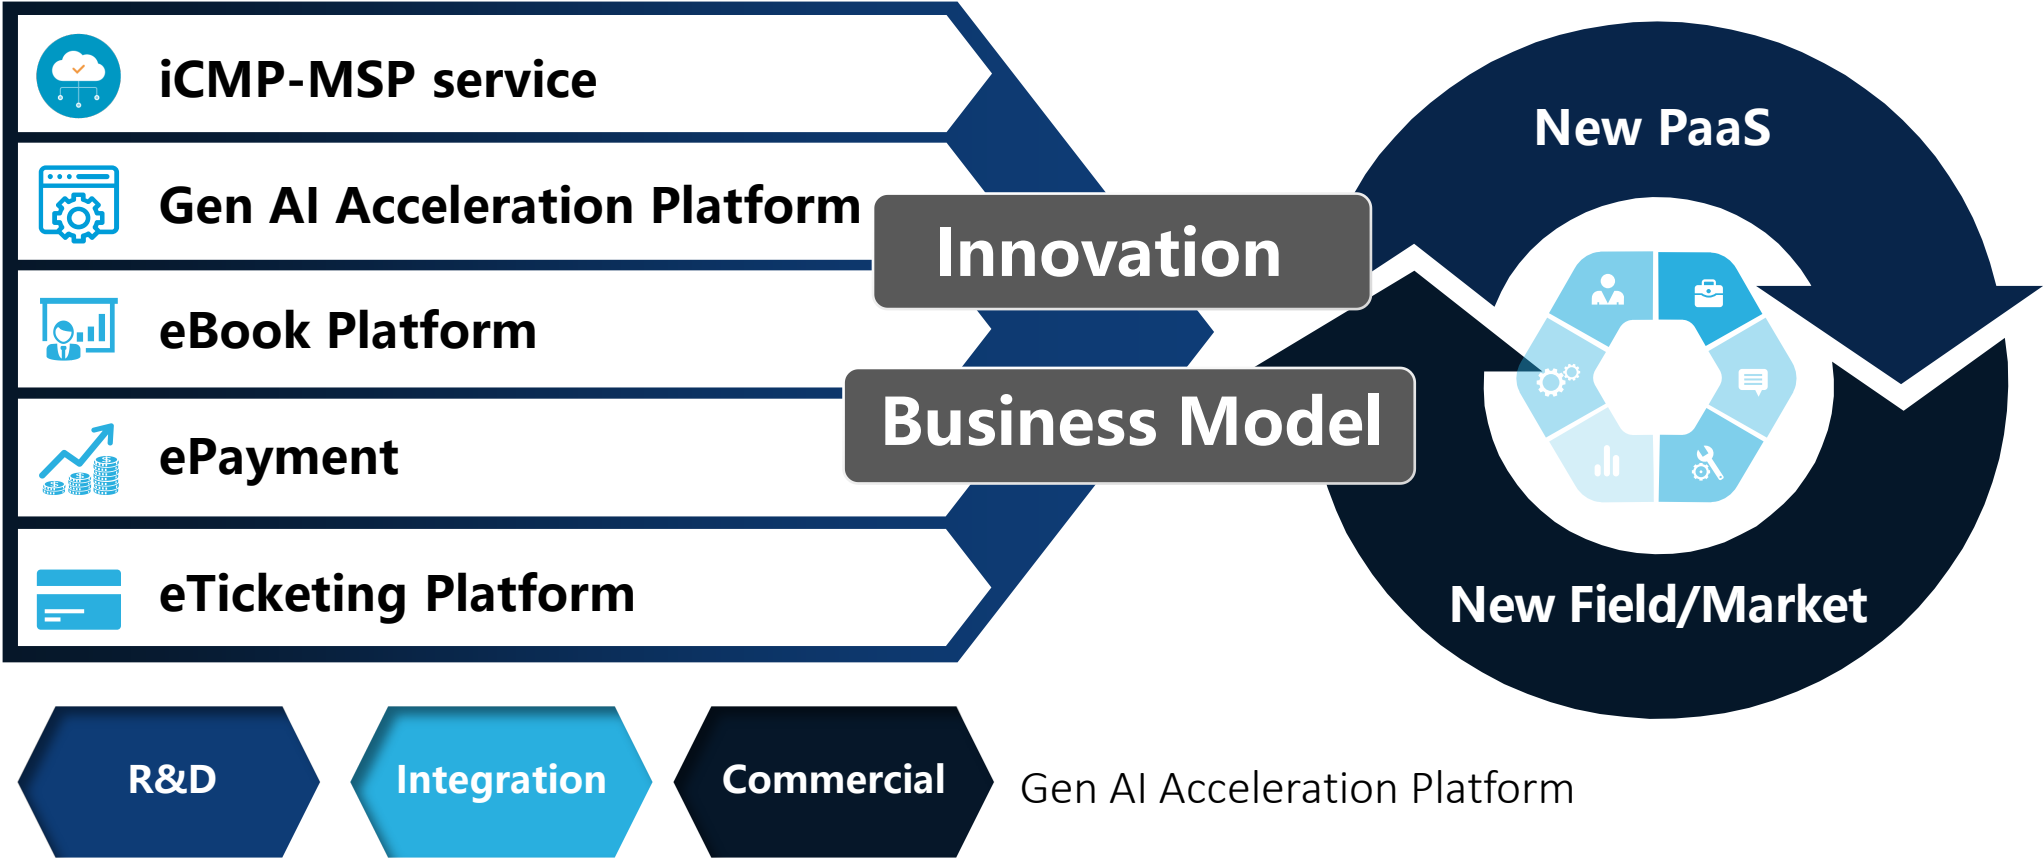 iCMP-MSP service
Gen AI Acceleration Platform
eBook Platform
ePayment
eTicketing Platform
Innovation
Business Model
New PaaS
New Field/Market
R&D
Integration
Commercial
Gen AI Acceleration Platform